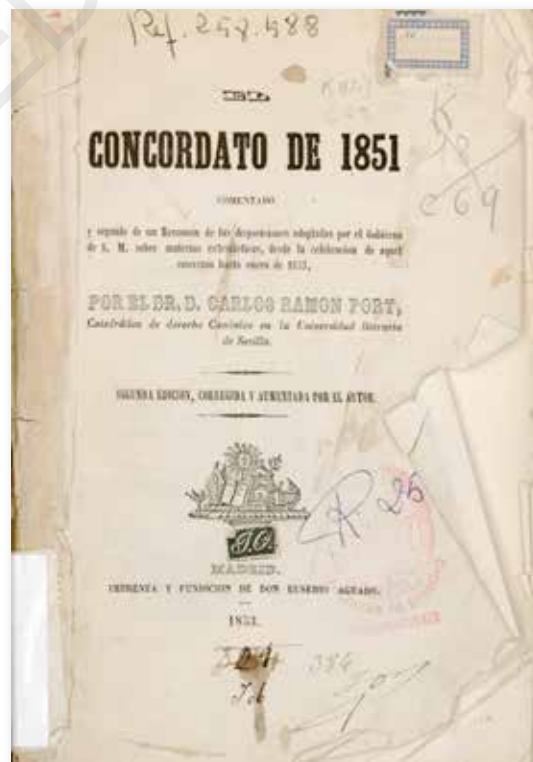 Ref. 258.588
EL
CONCORDATO DE 1851
COMENTADO
y seguido de un Resumen de las disposiciones adoptadas por el Gobierno
de S. M. sobre materias eclesiásticas, desde la celebracion de aquel
convenio hasta enero de 1853,
POR EL DR. D. CARLOS RAMON FORT,
Catedrático de derecho Canónico en la Universidad literaria
de Sevilla.
SEGUNDA EDICION, CORREGIDA Y AUMENTADA POR EL AUTOR.
R 26
MADRID.
IMPRENTA Y FUNDICION DE DON EUSEBIO AGUADO.
1853.
384